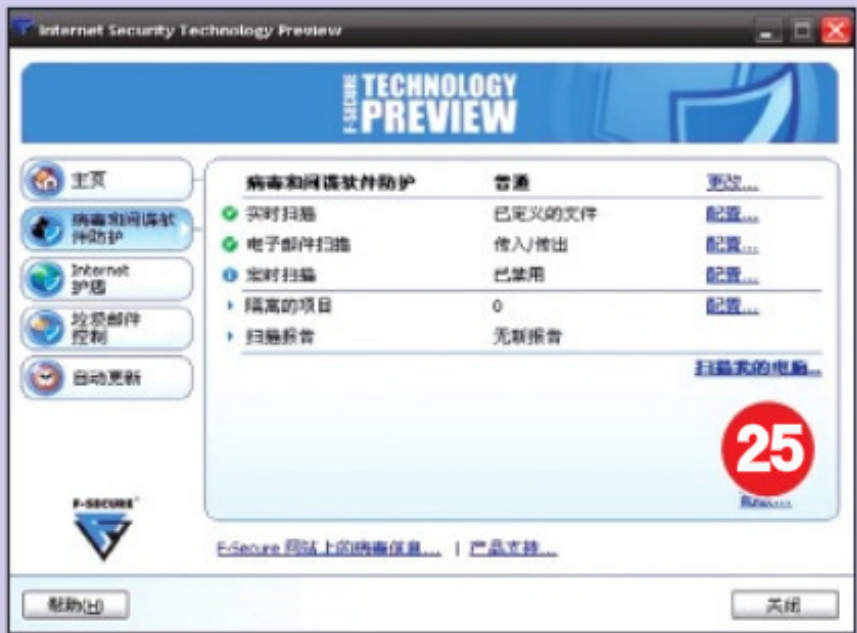 Internet Security Technology Preview
F-SECURE TECHNOLOGY
PREVIEW
主页
病毒和间谍软
件防护
Internet
护盾
垃圾邮件
控制
自动更新
病毒和间谍软件防护 普通 更改...
实时扫描 已定义的文件 配置...
电子邮件扫描 传入/传出 配置...
定时扫描 已禁用 配置...
隔离的项目 0 配置...
扫描报告 无新报告
扫描我的电脑...
25
F-SECURE
F-Secure 网站上的病毒信息... | 产品支持...
帮助(H) 关闭